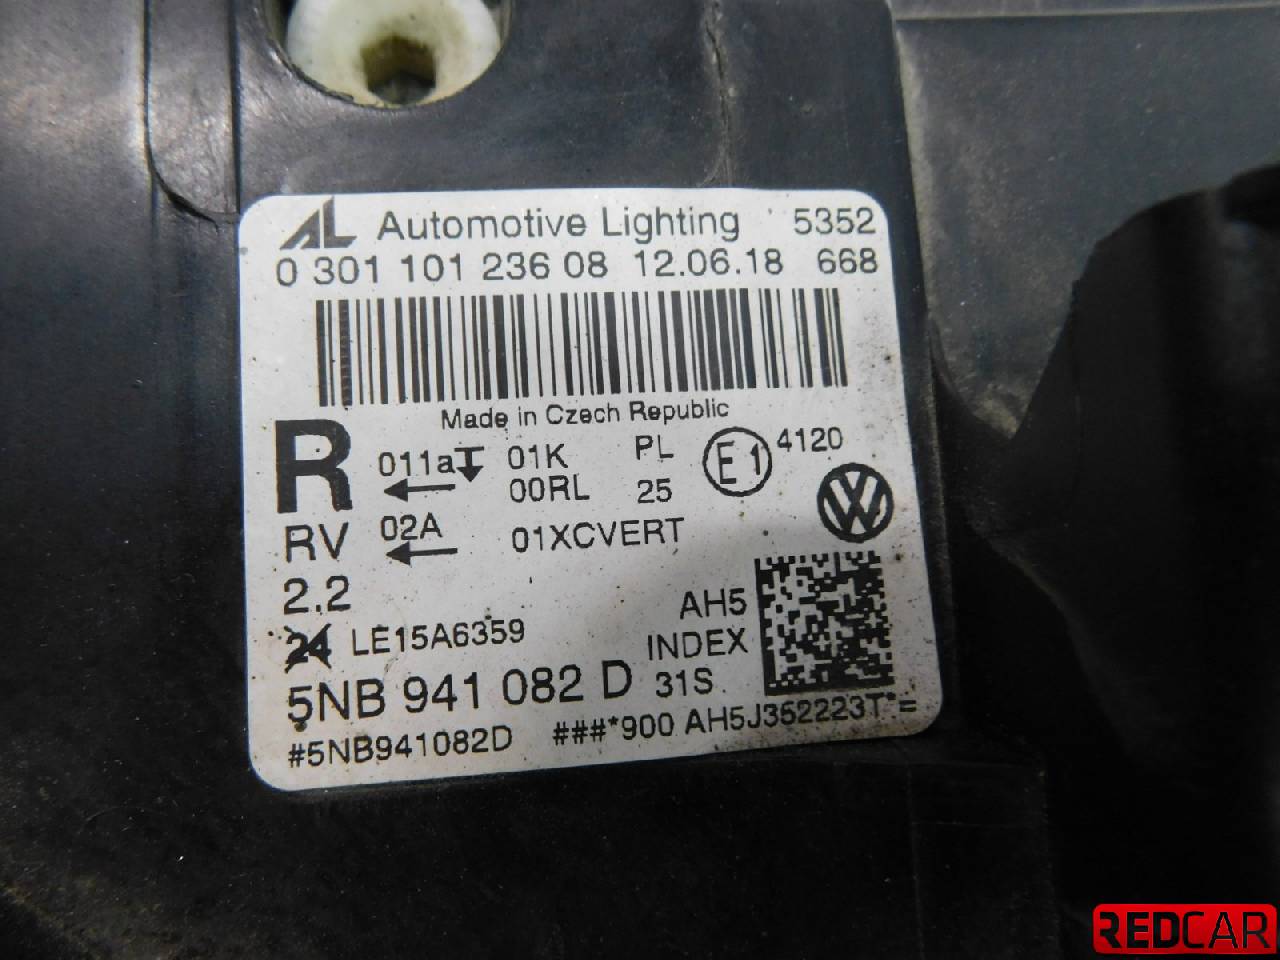 AL Automotive Lighting 5352
0 301 101 236 08 12.06.18 668
Made in Czech Republic
R 011a 01K PL E1 4120
00RL 25
RV 02A 01XCVERT
2.2
AH5
24 LE15A6359 INDEX
5NB 941 082 D 31S
#5NB941082D ###*900 AH5J352223T*=
REDCAR